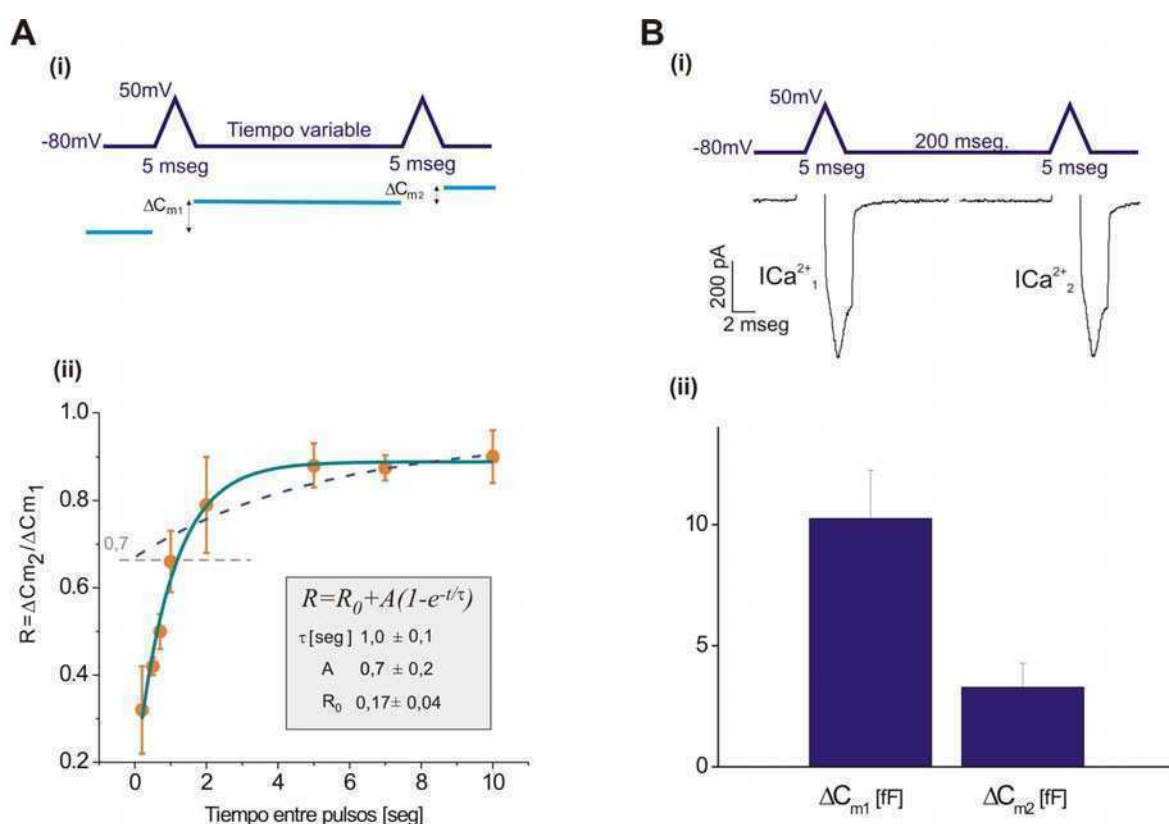 A
(i)
50mV
-80mV
Tiempo variable
5 mseg
5 mseg
ΔCm1
ΔCm2
(ii)
R = ΔCm2/ΔCm1
1.0
0.8
0,7
0.6
0.4
0.2
R=R0+A(1-e-t/τ)
τ[seg] 1,0 ± 0,1
A 0,7 ± 0,2
R0 0,17± 0,04
0 2 4 6 8 10
Tiempo entre pulsos [seg]
B
(i)
50mV
-80mV
200 mseg.
5 mseg
5 mseg
200 pA
2 mseg
ICa2+1
ICa2+2
(ii)
10
5
0
ΔCm1 [fF]
ΔCm2 [fF]